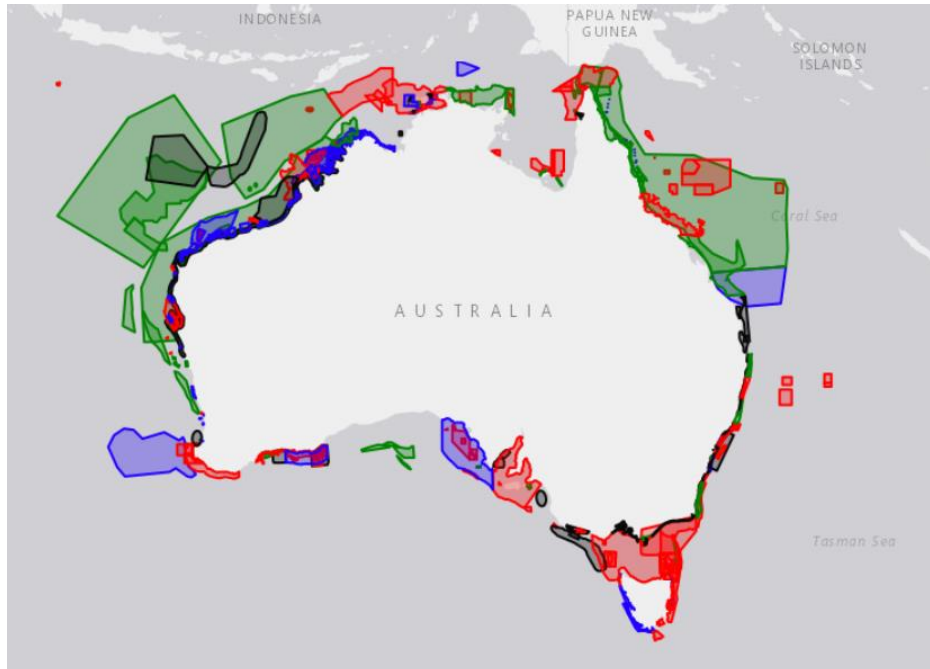 INDONESIA
PAPUA NEW
GUINEA
SOLOMON
ISLANDS
Coral Sea
AUSTRALIA
Tasman Sea